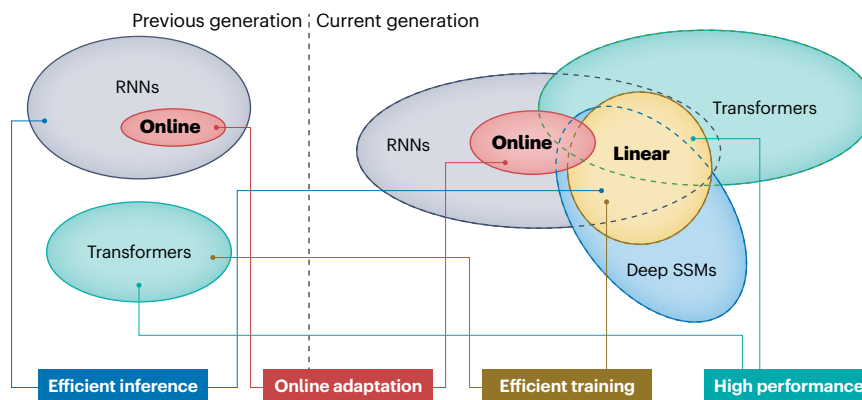 Previous generation
Current generation
RNNs
Online
Transformers
RNNs
Online
Linear
Transformers
Deep SSMs
Efficient inference
Online adaptation
Efficient training
High performance